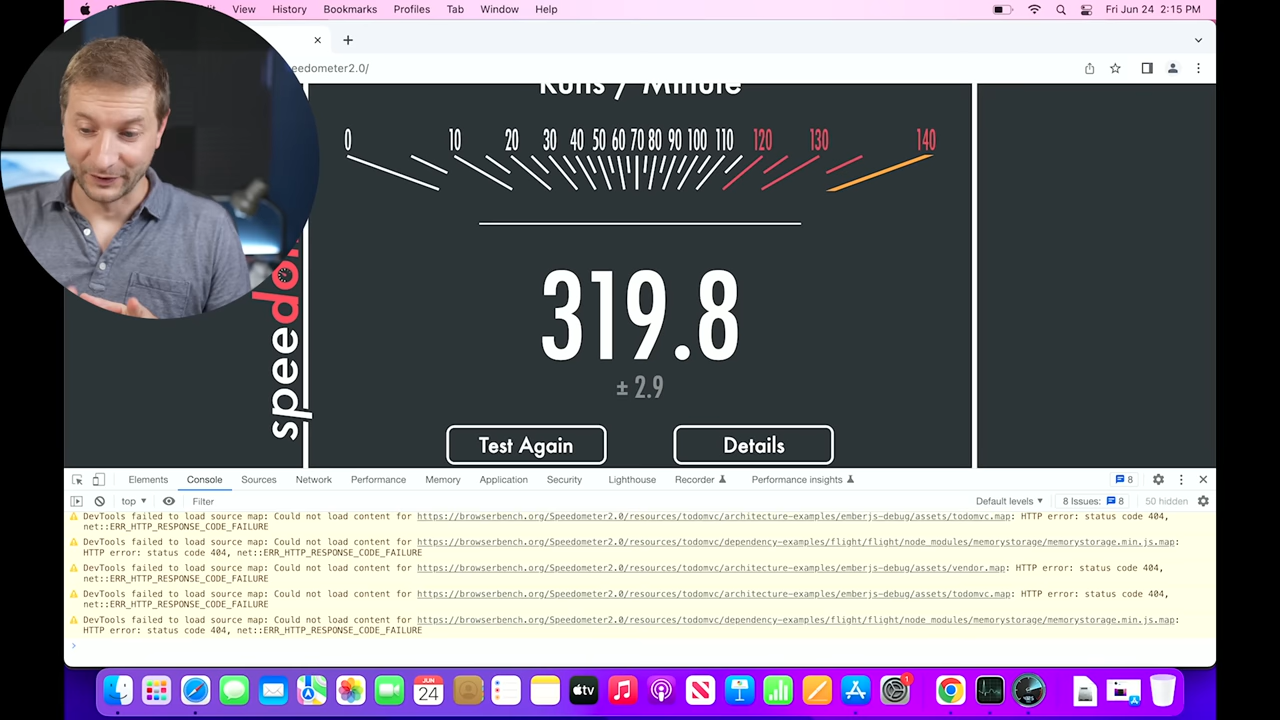 View History Bookmarks Profiles Tab Window Help Fri Jun 24 2:15 PM
eedometer2.0/
Runs / Minute
0 10 20 30 40 50 60 70 80 90 100 110 120 130 140
319.8
± 2.9
Test Again Details
speedo
Elements Console Sources Network Performance Memory Application Security Lighthouse Recorder Performance insights 8
top Filter Default levels 8 Issues: 8 50 hidden
DevTools failed to load source map: Could not load content for https://browserbench.org/Speedometer2.0/resources/todomvc/architecture-examples/emberjs-debug/assets/todomvc.map: HTTP error: status code 404,
net::ERR_HTTP_RESPONSE_CODE_FAILURE
DevTools failed to load source map: Could not load content for https://browserbench.org/Speedometer2.0/resources/todomvc/dependency-examples/flight/flight/node_modules/memorystorage/memorystorage.min.js.map:
HTTP error: status code 404, net::ERR_HTTP_RESPONSE_CODE_FAILURE
DevTools failed to load source map: Could not load content for https://browserbench.org/Speedometer2.0/resources/todomvc/architecture-examples/emberjs-debug/assets/vendor.map: HTTP error: status code 404,
net::ERR_HTTP_RESPONSE_CODE_FAILURE
DevTools failed to load source map: Could not load content for https://browserbench.org/Speedometer2.0/resources/todomvc/architecture-examples/emberjs-debug/assets/todomvc.map: HTTP error: status code 404,
net::ERR_HTTP_RESPONSE_CODE_FAILURE
DevTools failed to load source map: Could not load content for https://browserbench.org/Speedometer2.0/resources/todomvc/dependency-examples/flight/flight/node_modules/memorystorage/memorystorage.min.js.map:
HTTP error: status code 404, net::ERR_HTTP_RESPONSE_CODE_FAILURE
JUN
24
tv
1